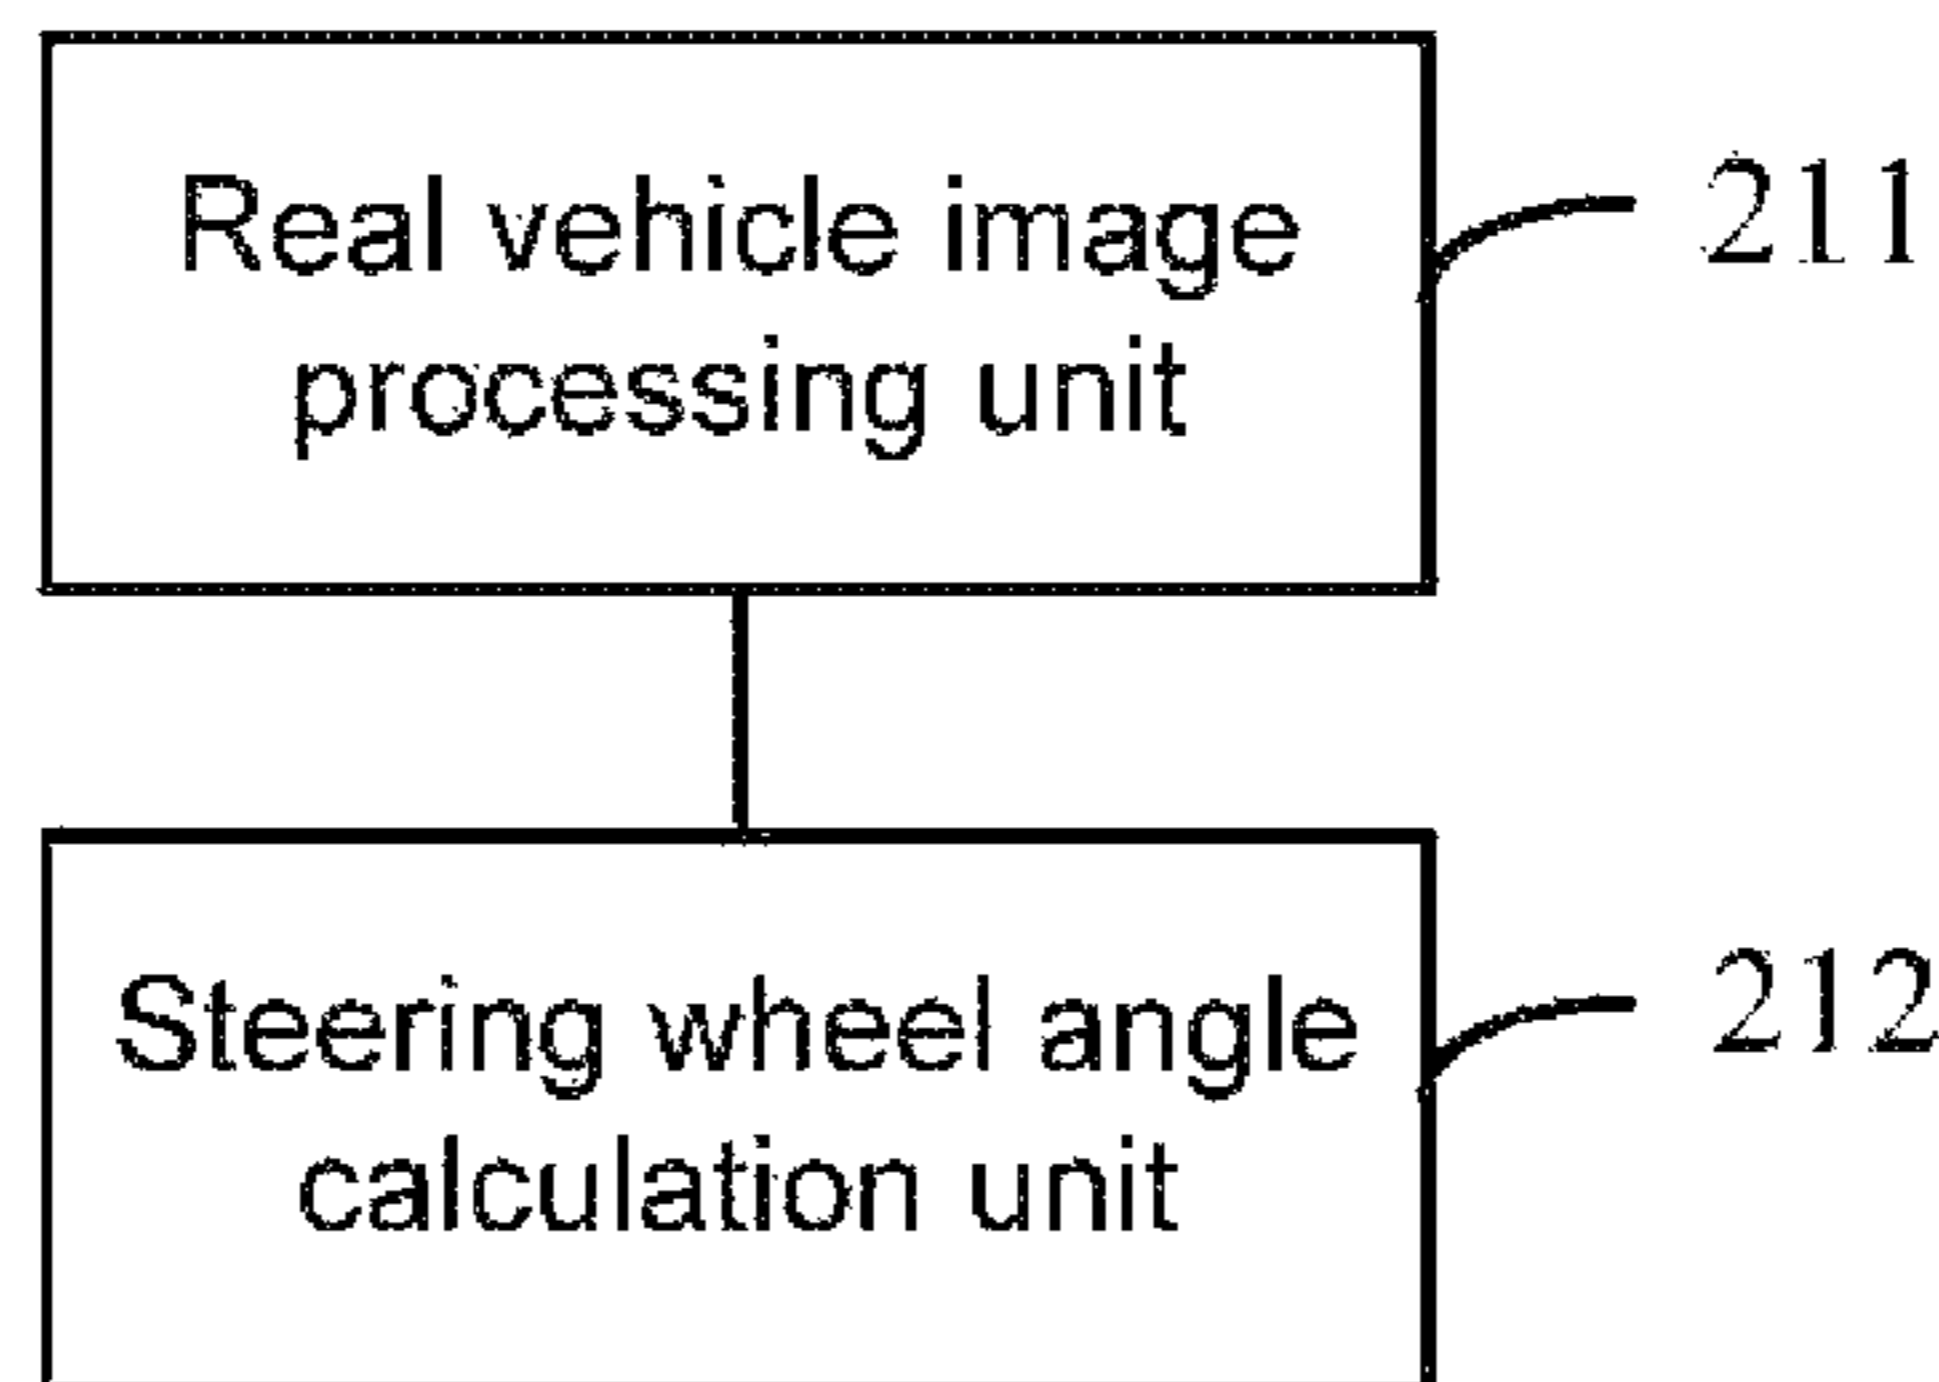 Real vehicle image
processing unit
211
Steering wheel angle
calculation unit
212